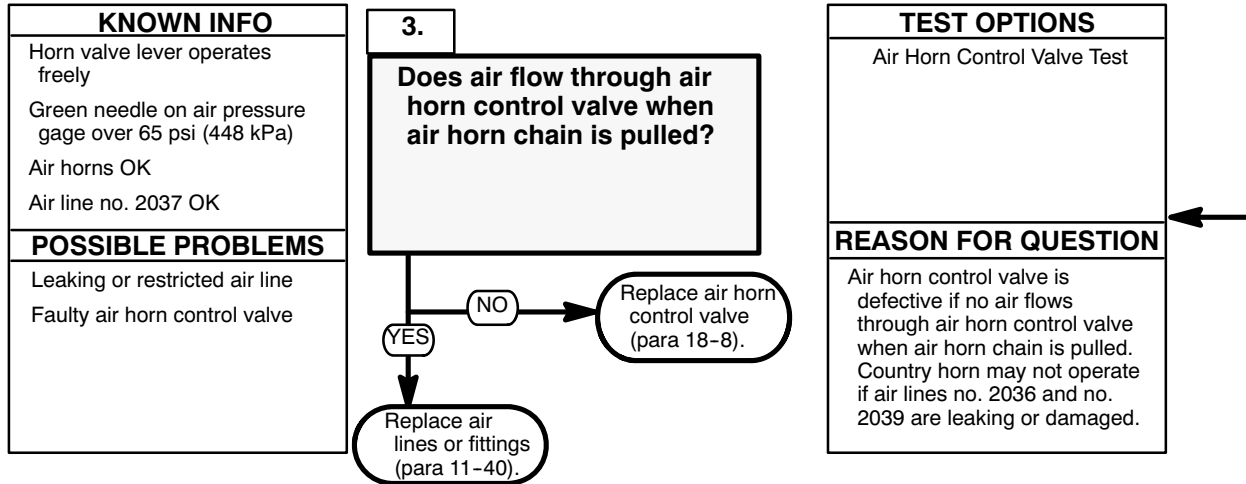 KNOWN INFO
Horn valve lever operates
freely
Green needle on air pressure
gage over 65 psi (448 kPa)
Air horns OK
Air line no. 2037 OK
POSSIBLE PROBLEMS
Leaking or restricted air line
Faulty air horn control valve
3.
Does air flow through air
horn control valve when
air horn chain is pulled?
NO
YES
Replace air horn
control valve
(para 18-8).
Replace air
lines or fittings
(para 11-40).
TEST OPTIONS
Air Horn Control Valve Test
REASON FOR QUESTION
Air horn control valve is
defective if no air flows
through air horn control valve
when air horn chain is pulled.
Country horn may not operate
if air lines no. 2036 and no.
2039 are leaking or damaged.